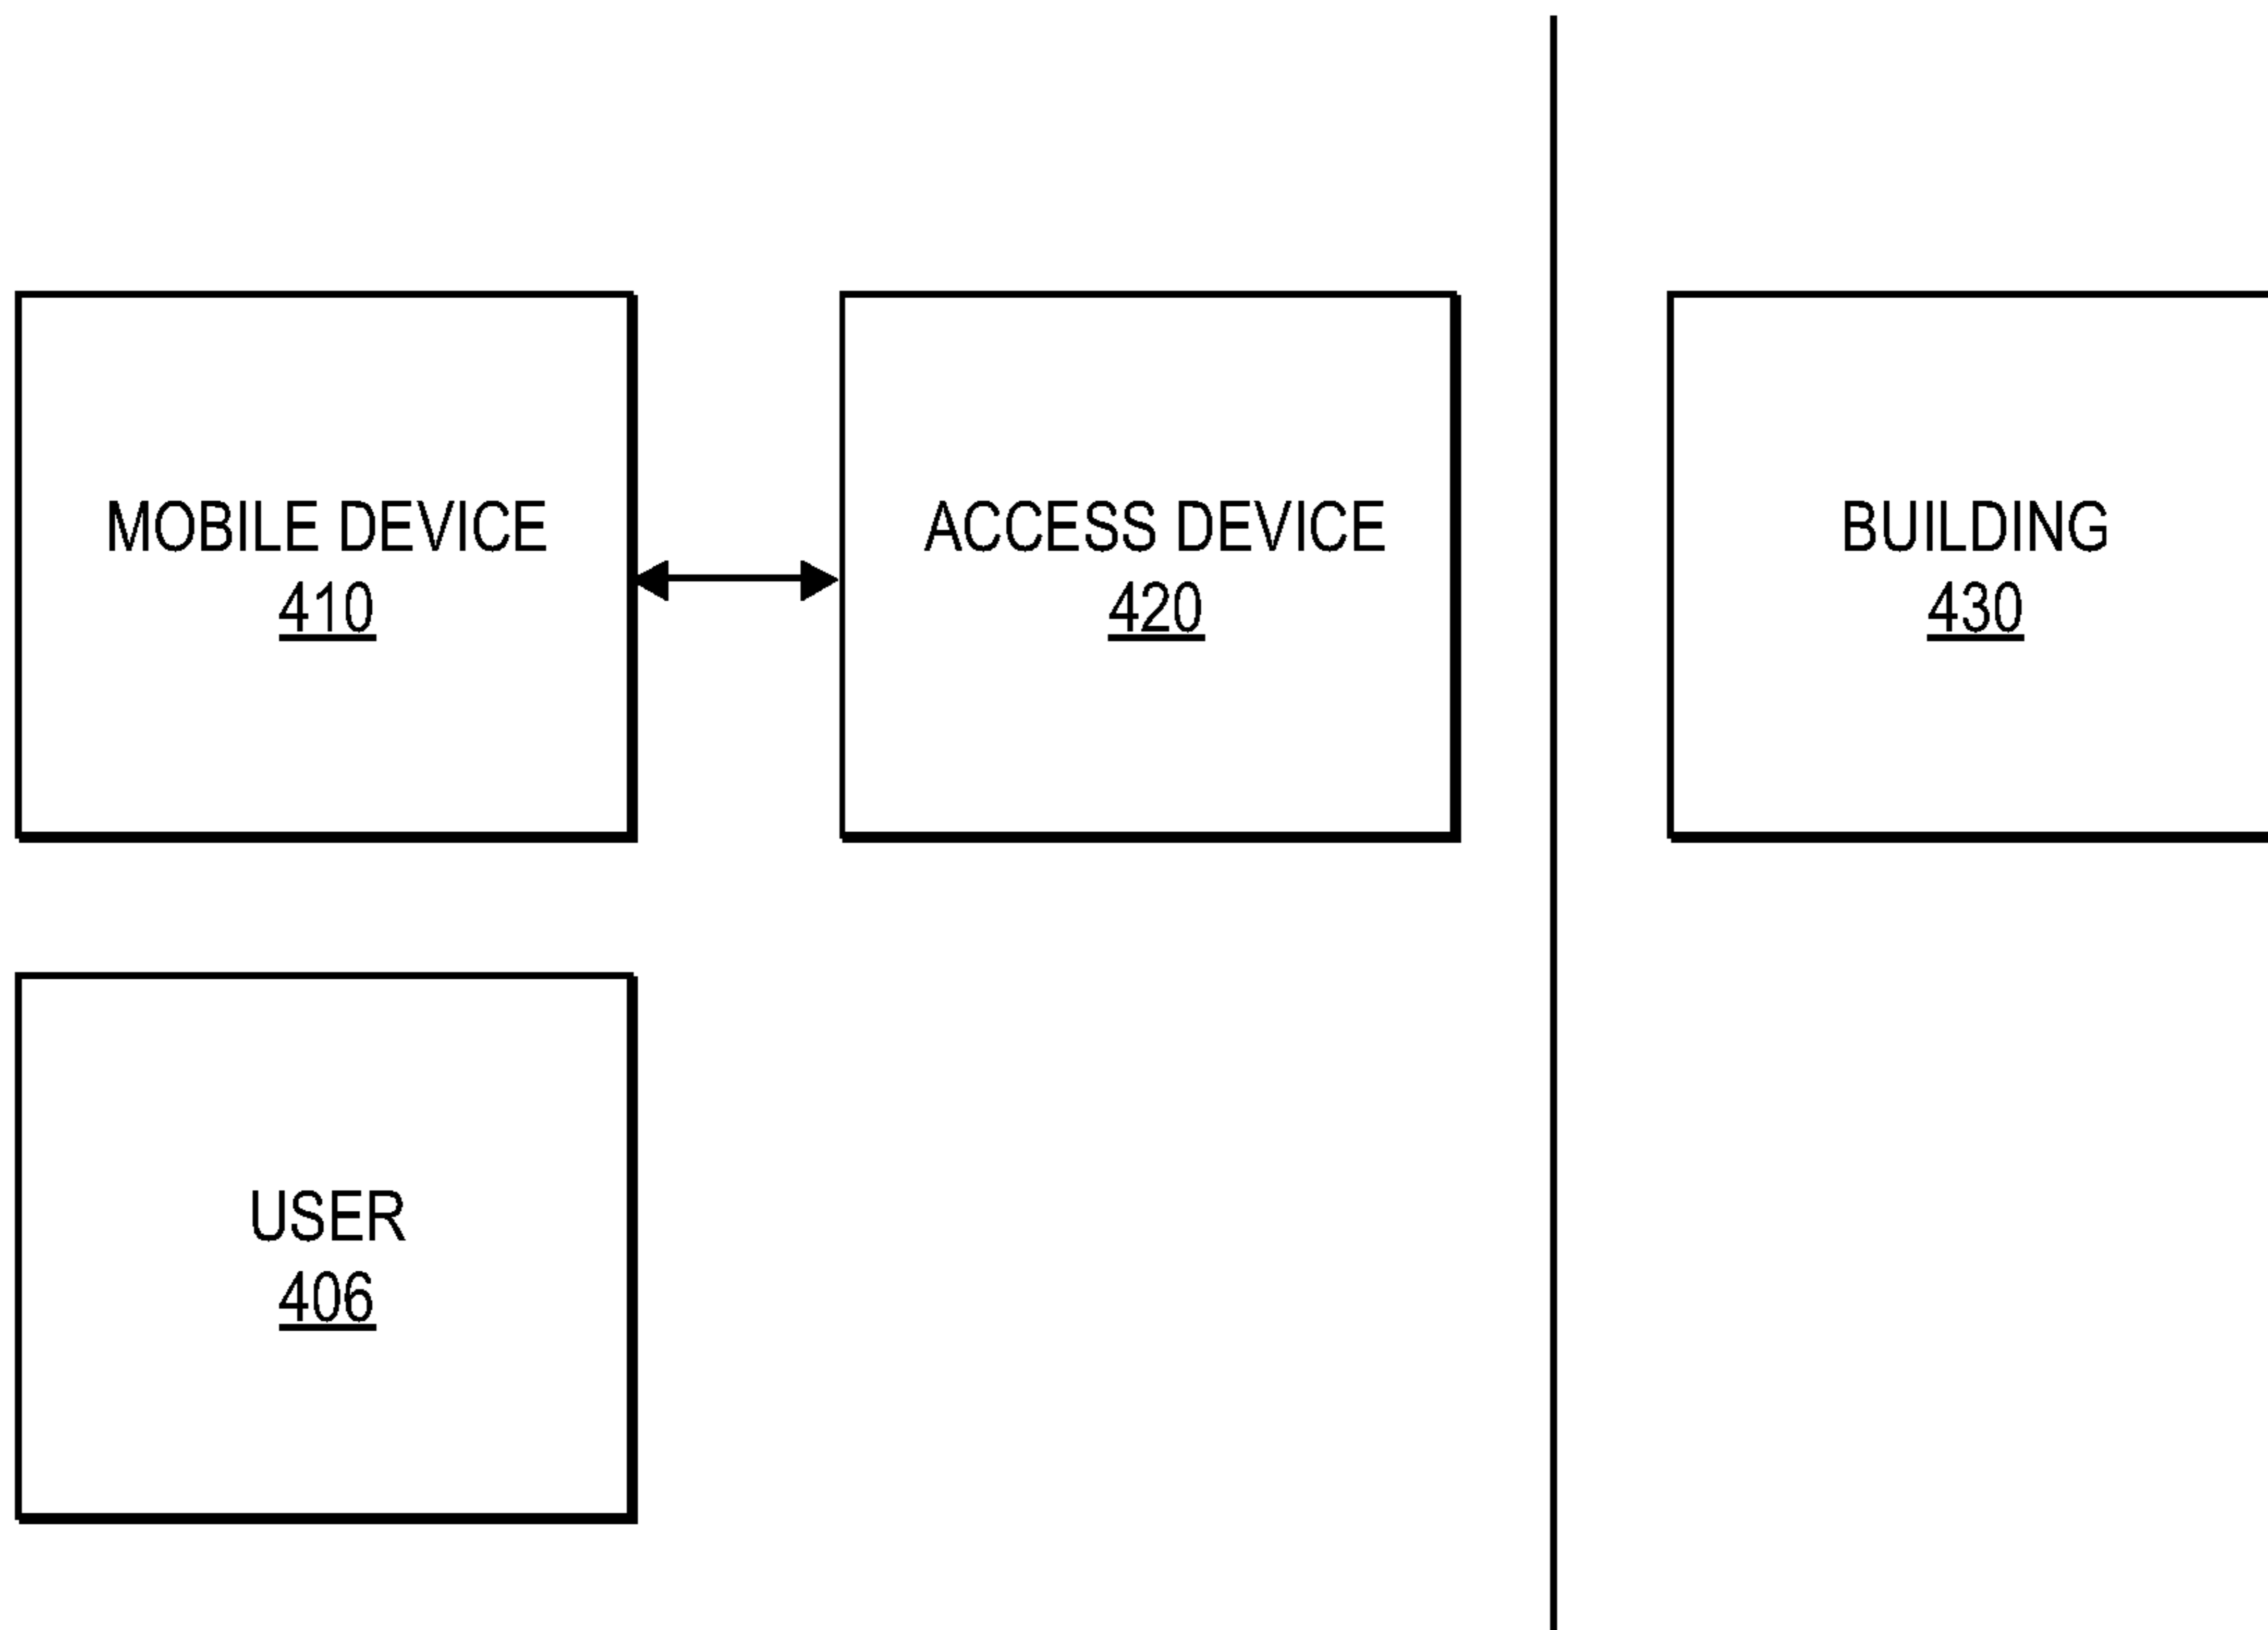 MOBILE DEVICE
410
ACCESS DEVICE
420
BUILDING
430
USER
406